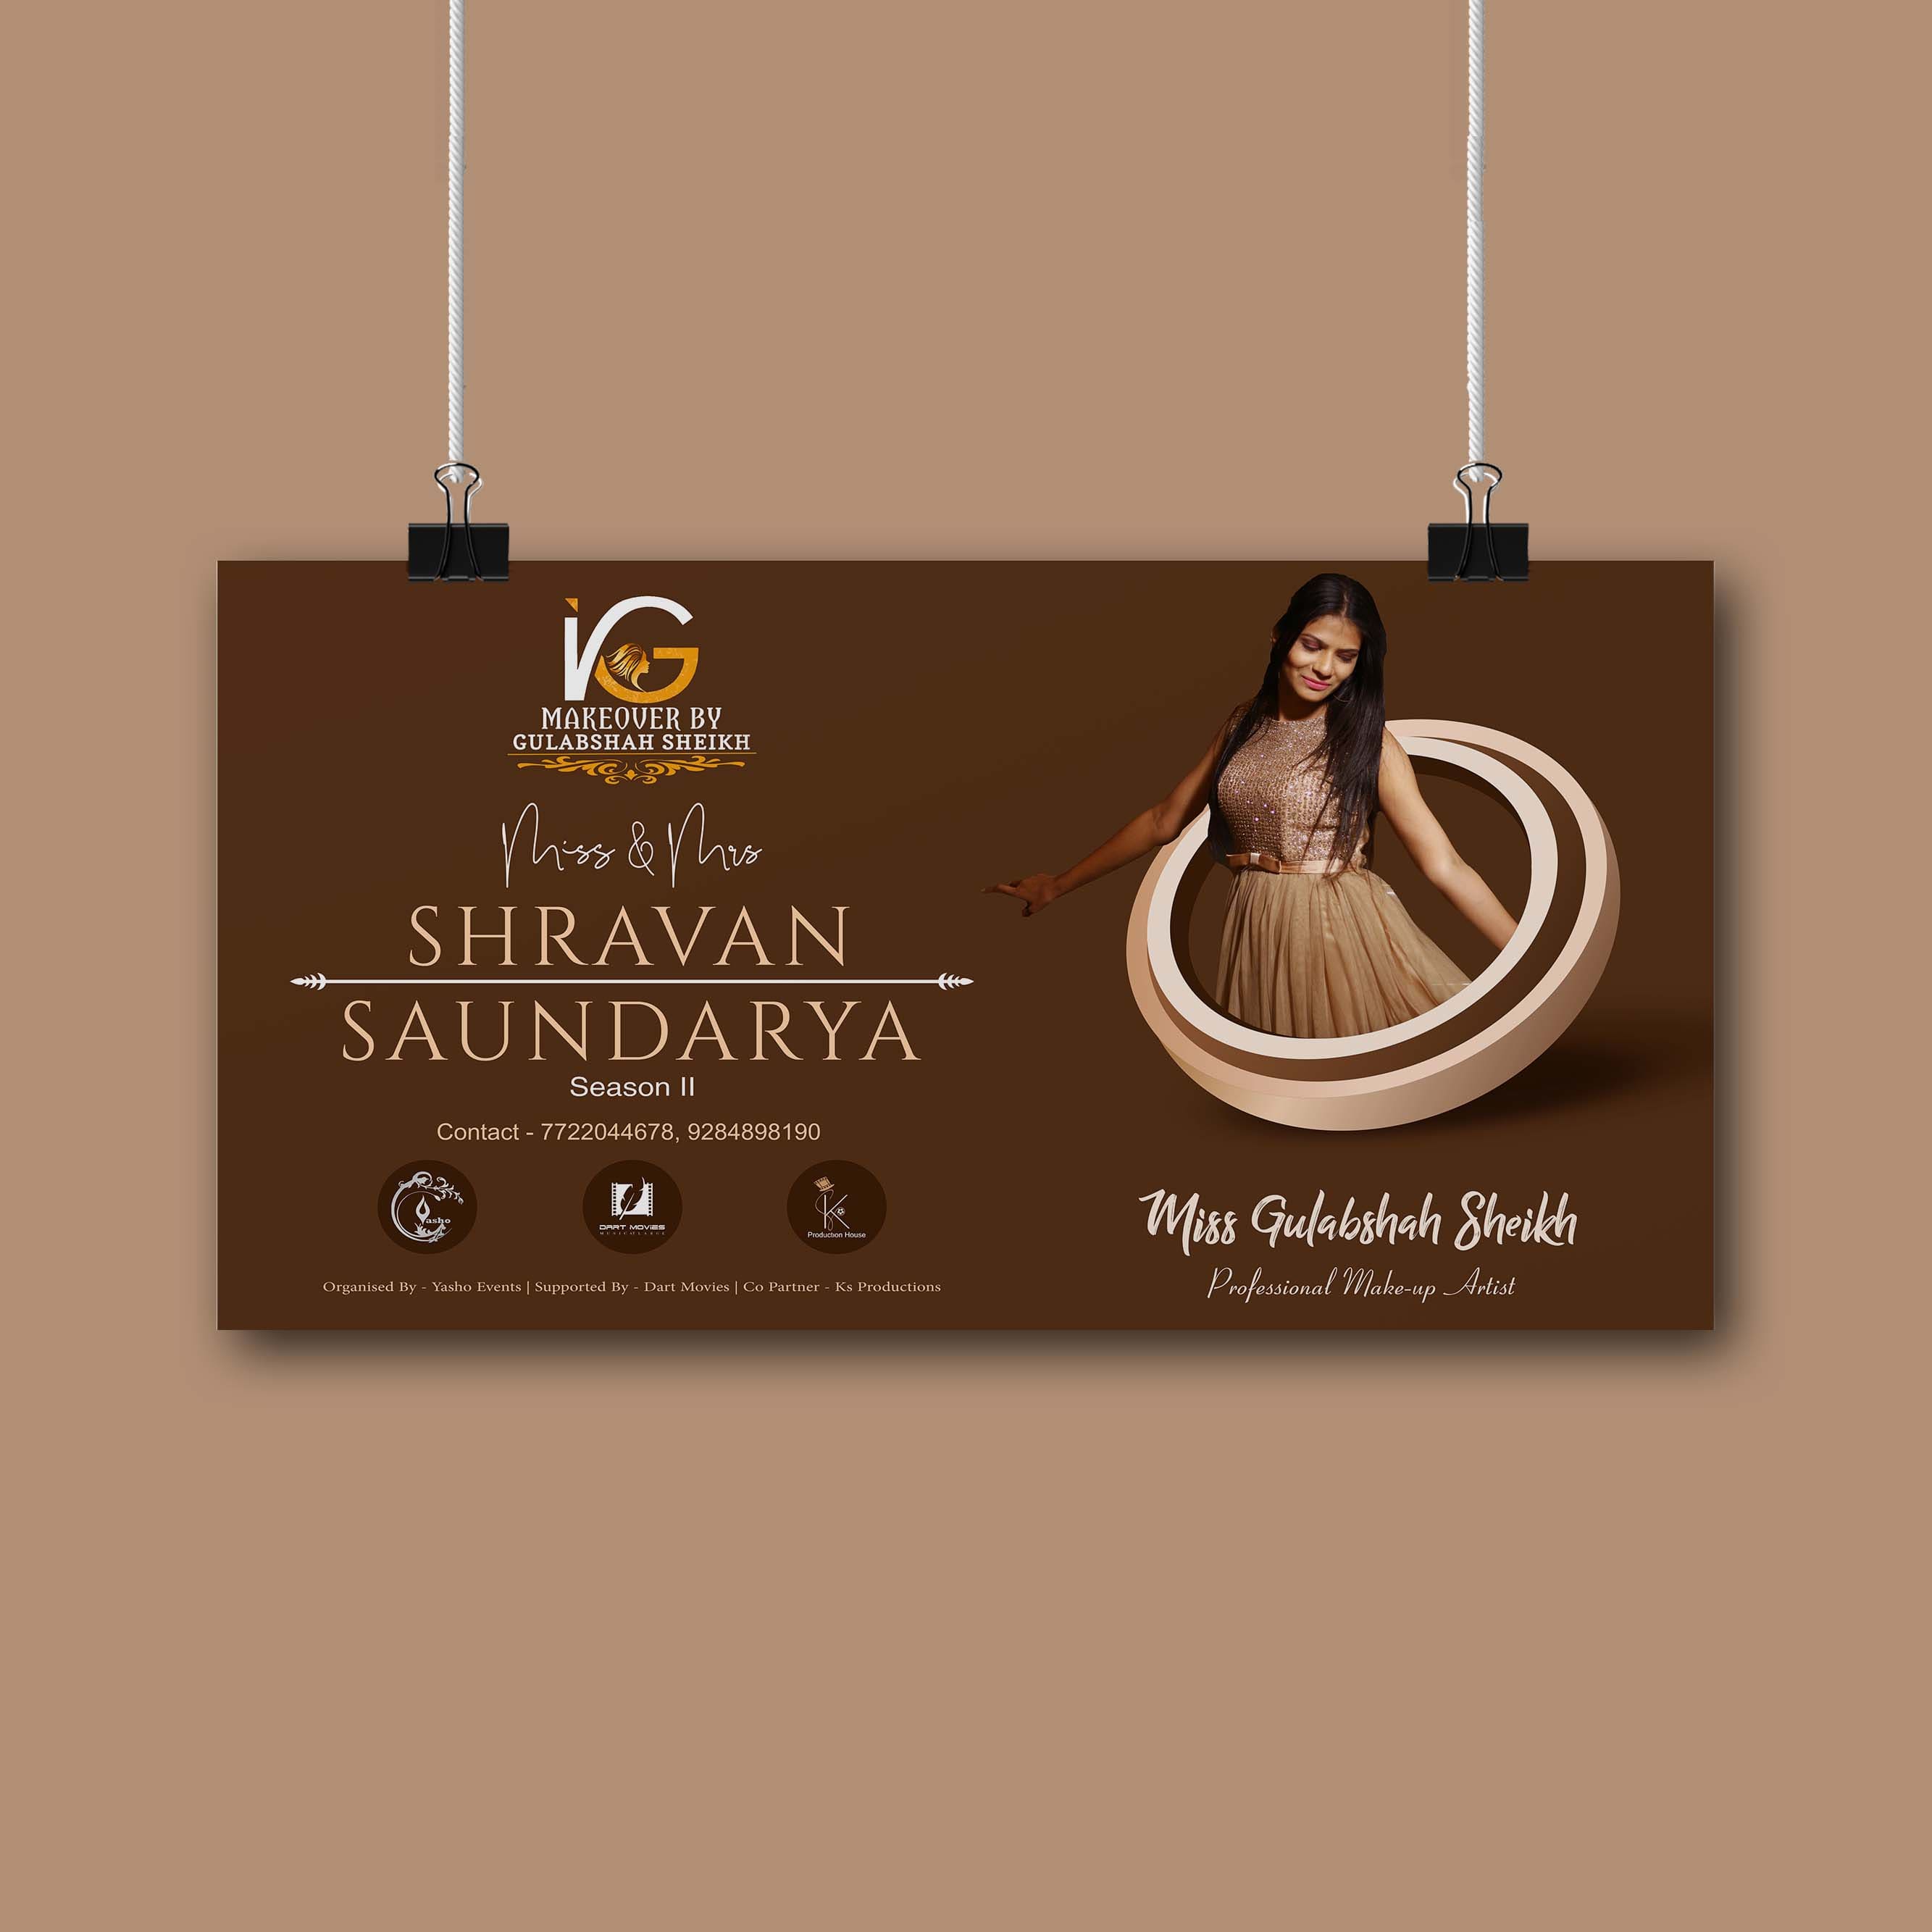 iG
MAKEOVER BY
GULABSHAH SHEIKH
Miss & Mrs
SHRAVAN
SAUNDARYA
Season II
Contact - 7722044678, 9284898190
Yasho
DART MOVIES
K
Production House
Organised By - Yasho Events | Supported By - Dart Movies | Co Partner - Ks Productions
Miss Gulabshah Sheikh
Professional Make-up Artist